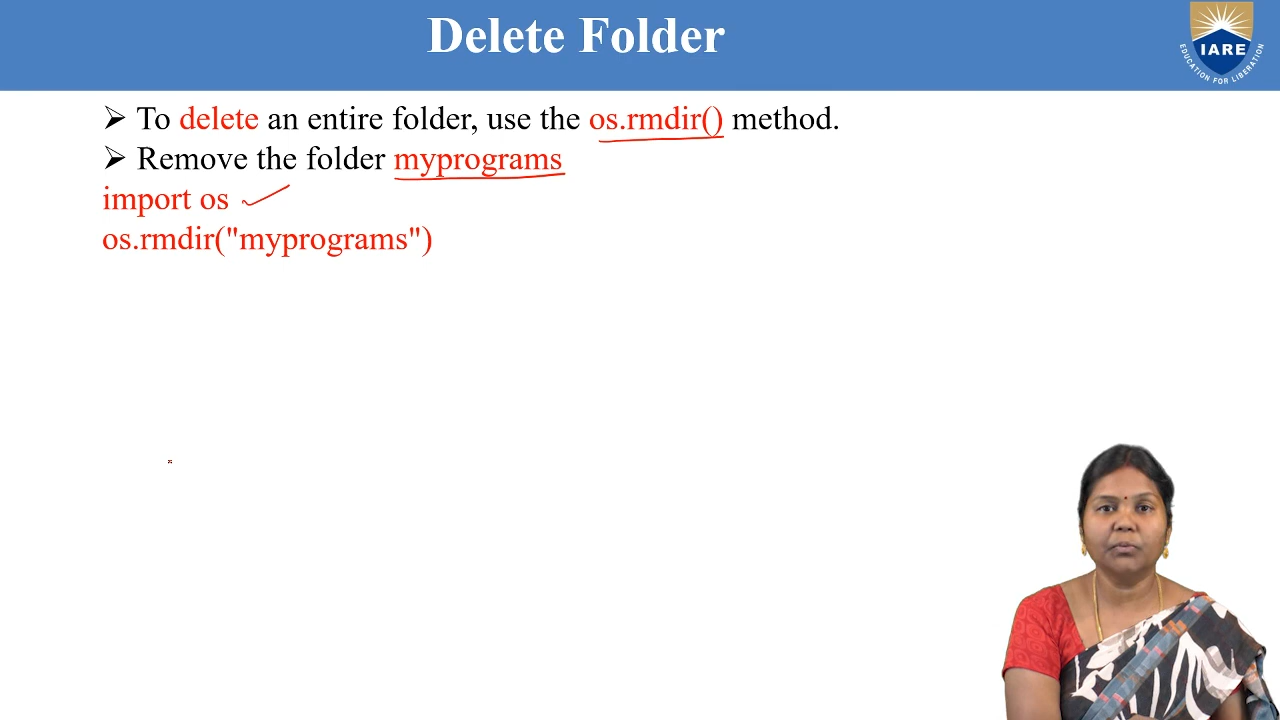 Delete Folder
IARE
EDUCATION FOR LIBERATION
➢ To delete an entire folder, use the os.rmdir() method.
➢ Remove the folder myprograms
import os
os.rmdir("myprograms")